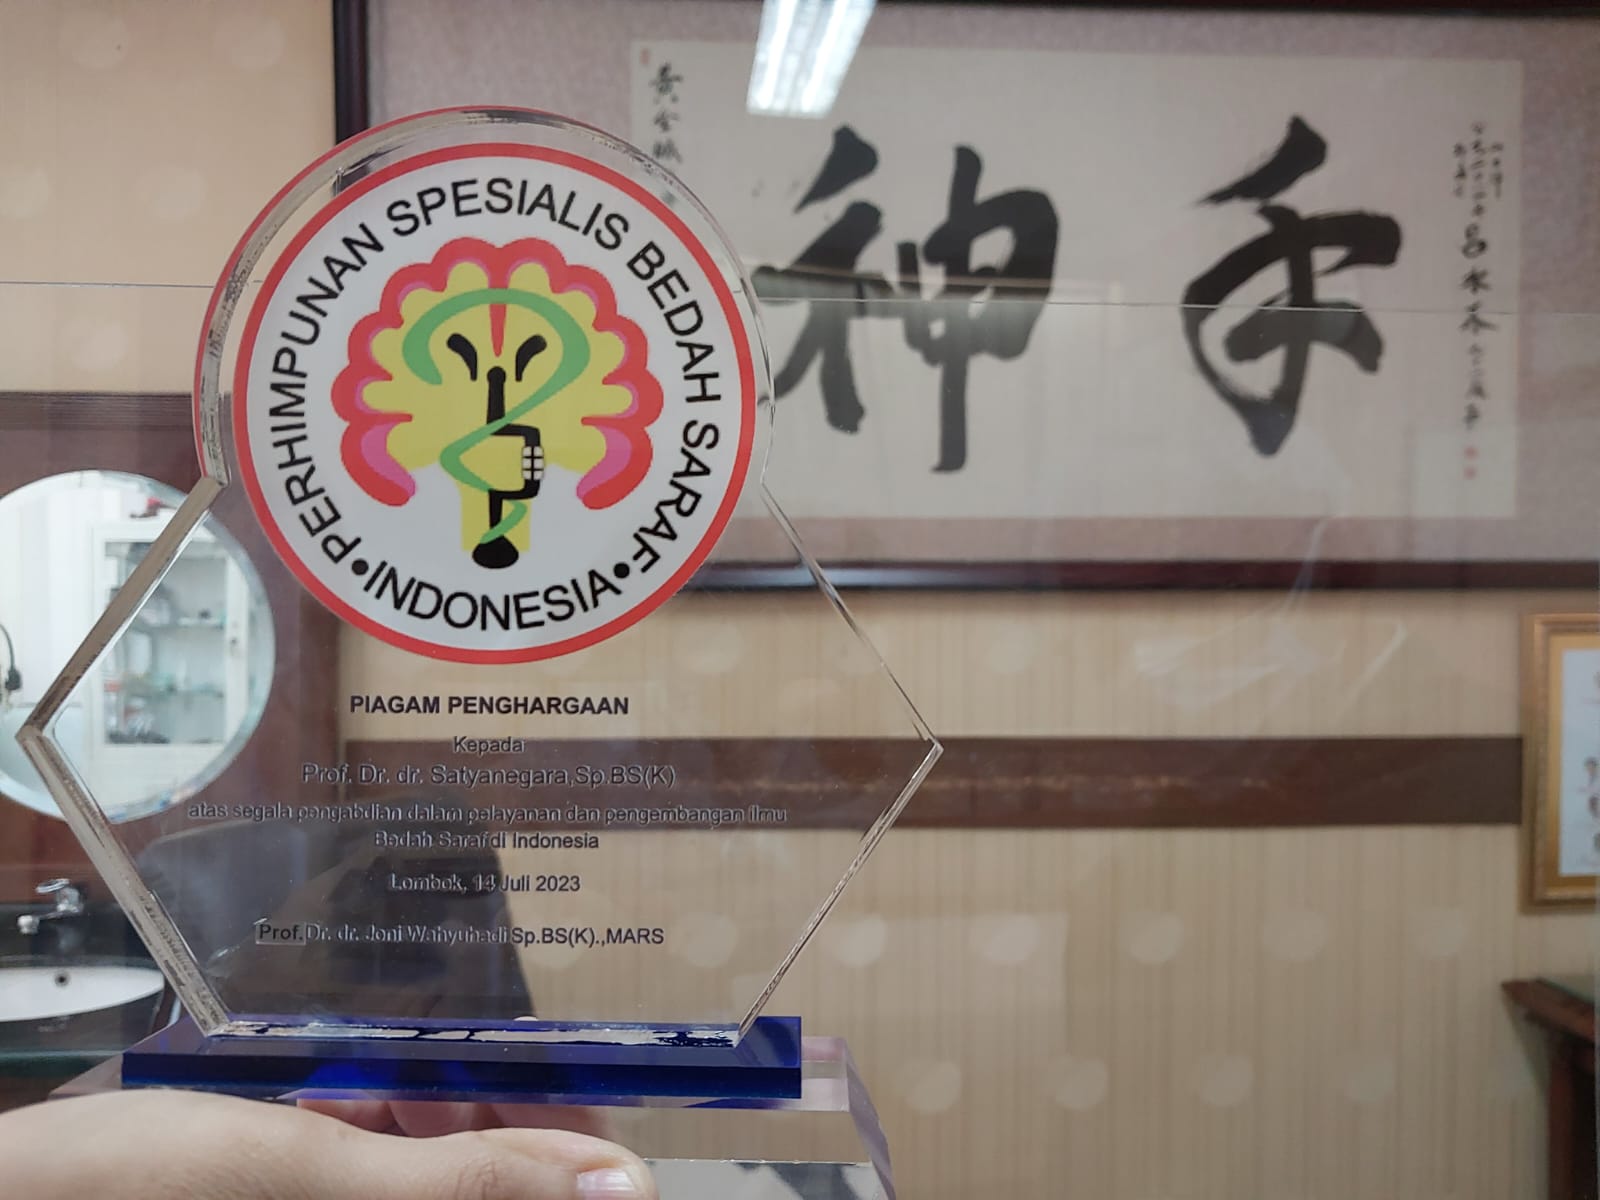 PERHIMPUNAN SPESIALIS BEDAH SARAF
•INDONESIA•
PIAGAM PENGHARGAAN
Kepada
Prof. Dr. dr. Satyanegara,Sp.BS(K)
atas segala pengabdian dalam pelayanan dan pengembangan Ilmu
Bedah Saraf di Indonesia
Lombok, 14 Juli 2023
Prof. Dr. dr. Joni Wahyuhadi Sp.BS(K).,MARS
神手